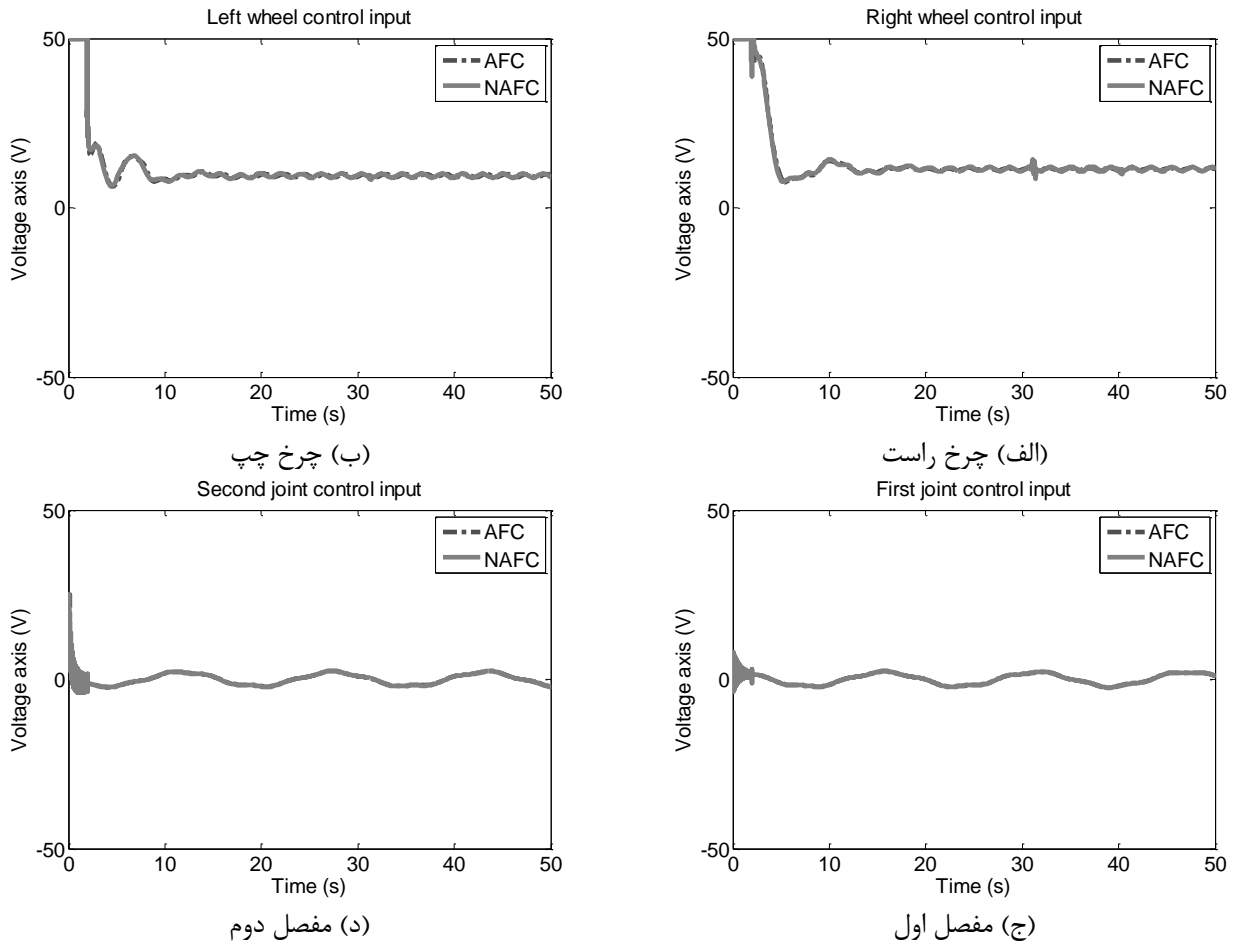 Left wheel control input
50
0
-50
Voltage axis (V)
AFC
NAFC
0 10 20 30 40 50
Time (s)
(ب) چرخ چپ
Right wheel control input
50
0
-50
Voltage axis (V)
AFC
NAFC
0 10 20 30 40 50
Time (s)
(الف) چرخ راست
Second joint control input
50
0
-50
Voltage axis (V)
AFC
NAFC
0 10 20 30 40 50
Time (s)
(د) مفصل دوم
First joint control input
50
0
-50
Voltage axis (V)
AFC
NAFC
0 10 20 30 40 50
Time (s)
(ج) مفصل اول